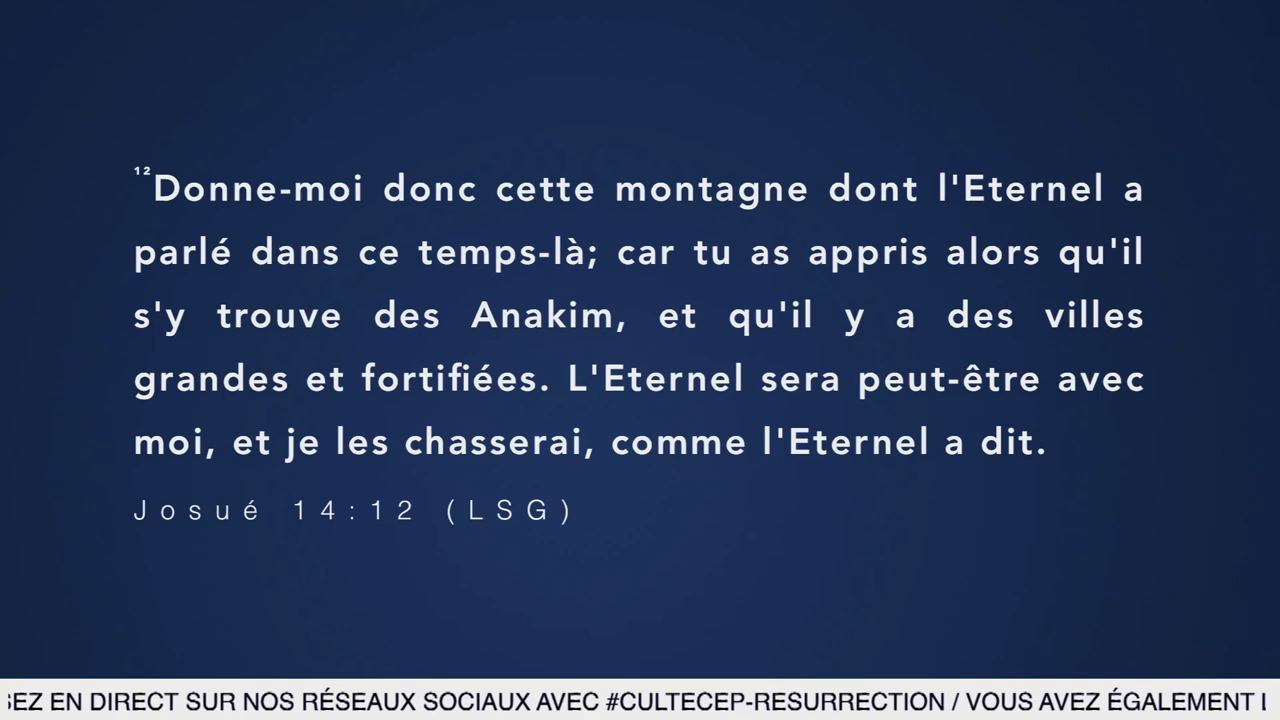 ¹²Donne-moi donc cette montagne dont l'Eternel a
parlé dans ce temps-là; car tu as appris alors qu'il
s'y trouve des Anakim, et qu'il y a des villes
grandes et fortifiées. L'Eternel sera peut-être avec
moi, et je les chasserai, comme l'Eternel a dit.
Josué 14:12 (LSG)
EN DIRECT SUR NOS RÉSEAUX SOCIAUX AVEC #CULTECEP-RESURRECTION / VOUS AVEZ ÉGALEMENT